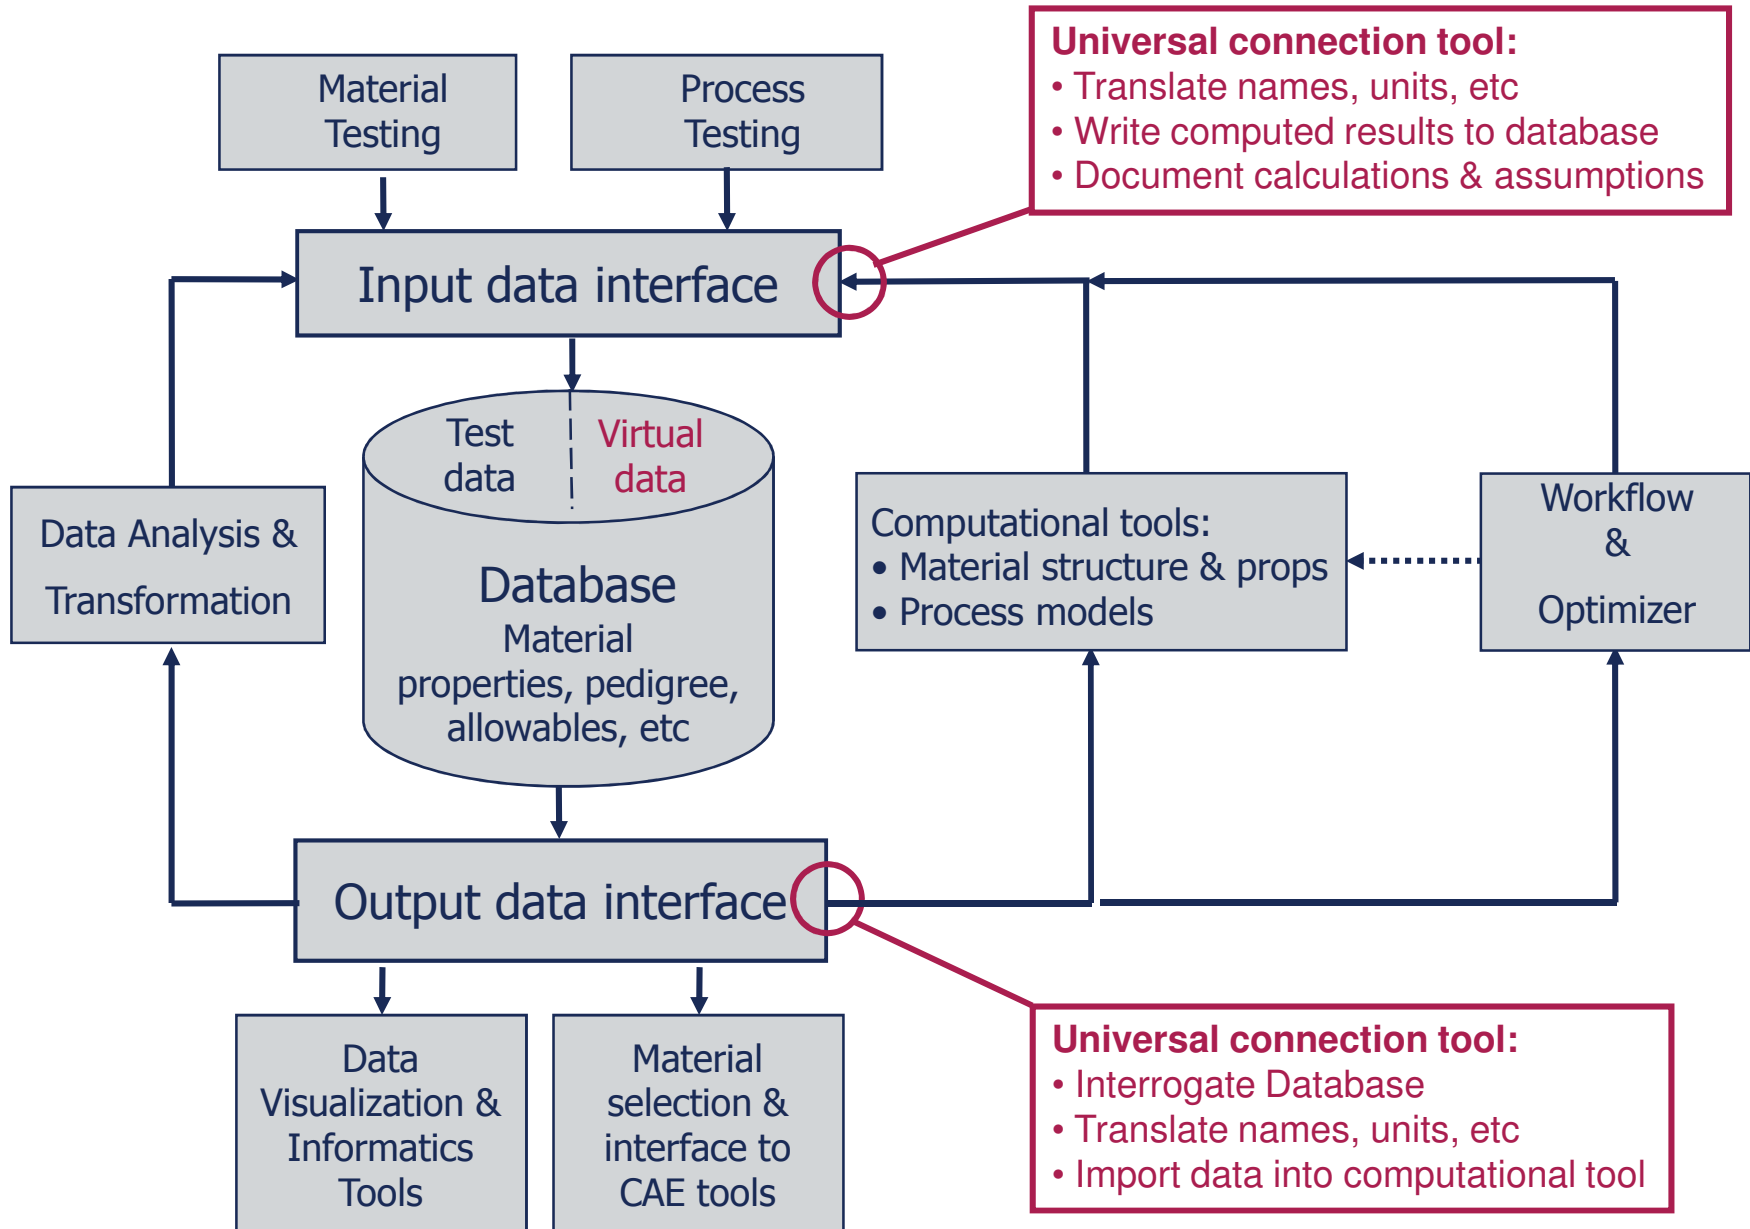 Universal connection tool:
• Translate names, units, etc
• Write computed results to database
• Document calculations & assumptions
Material
Testing
Process
Testing
Input data interface
Test
data
Virtual
data
Database
Material
properties, pedigree,
allowables, etc
Data Analysis &
Transformation
Computational tools:
• Material structure & props
• Process models
Workflow
&
Optimizer
Output data interface
Data
Visualization &
Informatics
Tools
Material
selection &
interface to
CAE tools
Universal connection tool:
• Interrogate Database
• Translate names, units, etc
• Import data into computational tool